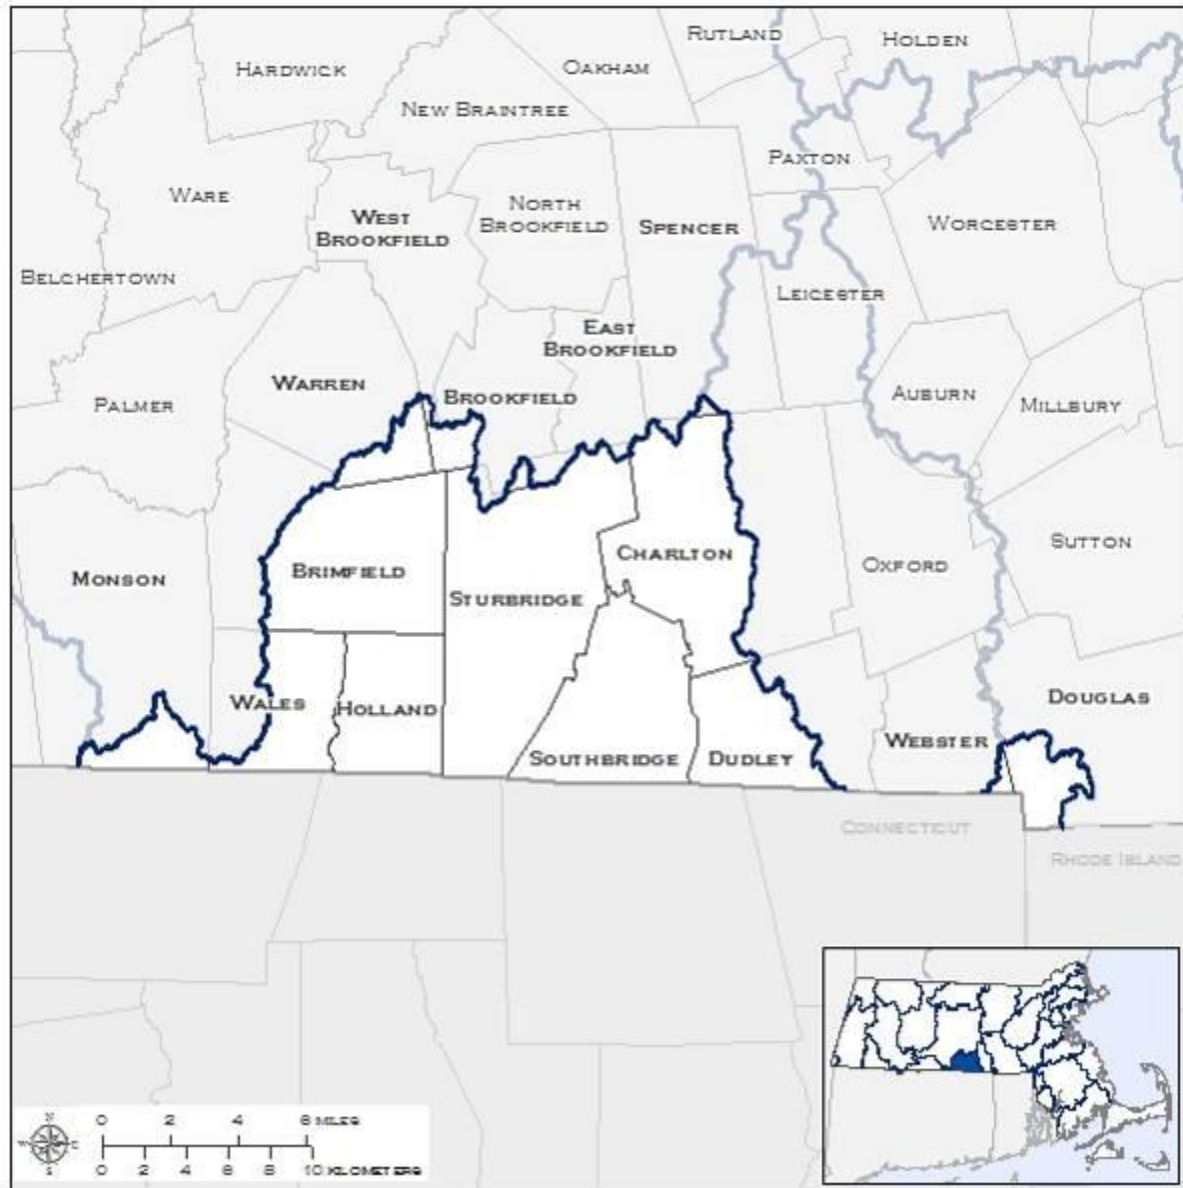 RUTLAND
HOLDEN
HARDWICK
OAKHAM
NEW BRAINTREE
PAXTON
WARE
WEST
BROOKFIELD
NORTH
BROOKFIELD
SPENCER
WORCESTER
BELCHERTOWN
LEICESTER
EAST
BROOKFIELD
WARREN
BROOKFIELD
AUBURN
PALMER
MILLBURY
CHARLTON
SUTTON
MONSON
BRIMFIELD
OXFORD
STURBRIDGE
WALES
HOLLAND
DOUGLAS
WEBSTER
SOUTHBRIDGE
DUDLEY
CONNECTICUT
RHODE ISLAND
N
W
E
S
0 2 4 8 MILES
0 2 4 6 8 10 KILOMETERS